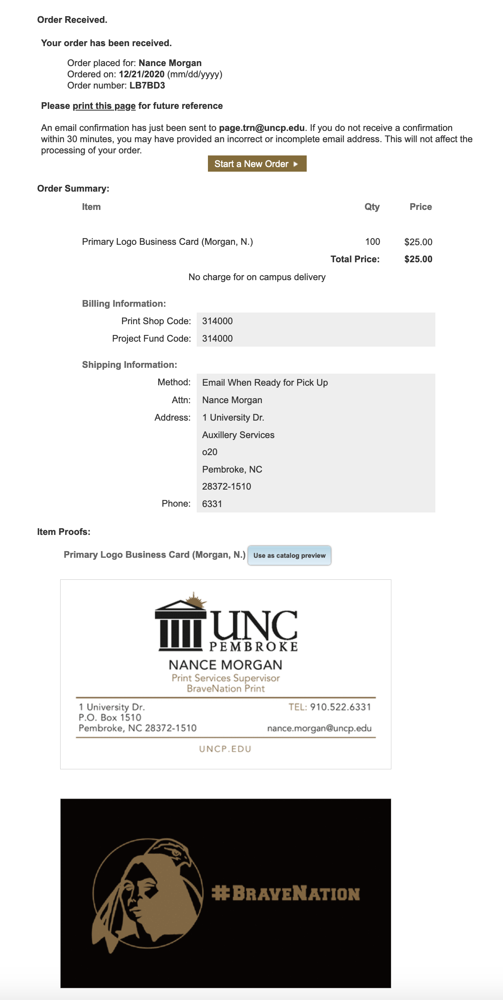 Order Received.
Your order has been received.
Order placed for: Nance Morgan
Ordered on: 12/21/2020 (mm/dd/yyyy)
Order number: LB7BD3
Please print this page for future reference
An email confirmation has just been sent to page.trn@uncp.edu. If you do not receive a confirmation
within 30 minutes, you may have provided an incorrect or incomplete email address. This will not affect the
processing of your order.
Start a New Order
Order Summary:
Item Qty Price
Primary Logo Business Card (Morgan, N.) 100 $25.00
Total Price: $25.00
No charge for on campus delivery
Billing Information:
Print Shop Code: 314000
Project Fund Code: 314000
Shipping Information:
Method: Email When Ready for Pick Up
Attn: Nance Morgan
Address: 1 University Dr.
Auxillery Services
o20
Pembroke, NC
28372-1510
Phone: 6331
Item Proofs:
Primary Logo Business Card (Morgan, N.) Use as catalog preview
UNC
PEMBROKE
NANCE MORGAN
Print Services Supervisor
BraveNation Print
1 University Dr. TEL: 910.522.6331
P.O. Box 1510
Pembroke, NC 28372-1510 nance.morgan@uncp.edu
UNCP.EDU
#BRAVENATION